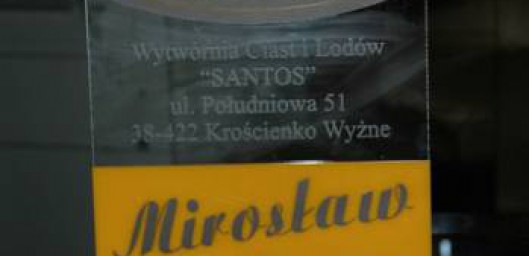 Wytwórnia Ciast i Lodów
“SANTOS”
ul. Południowa 51
38-422 Krościenko Wyżne
Mirosław